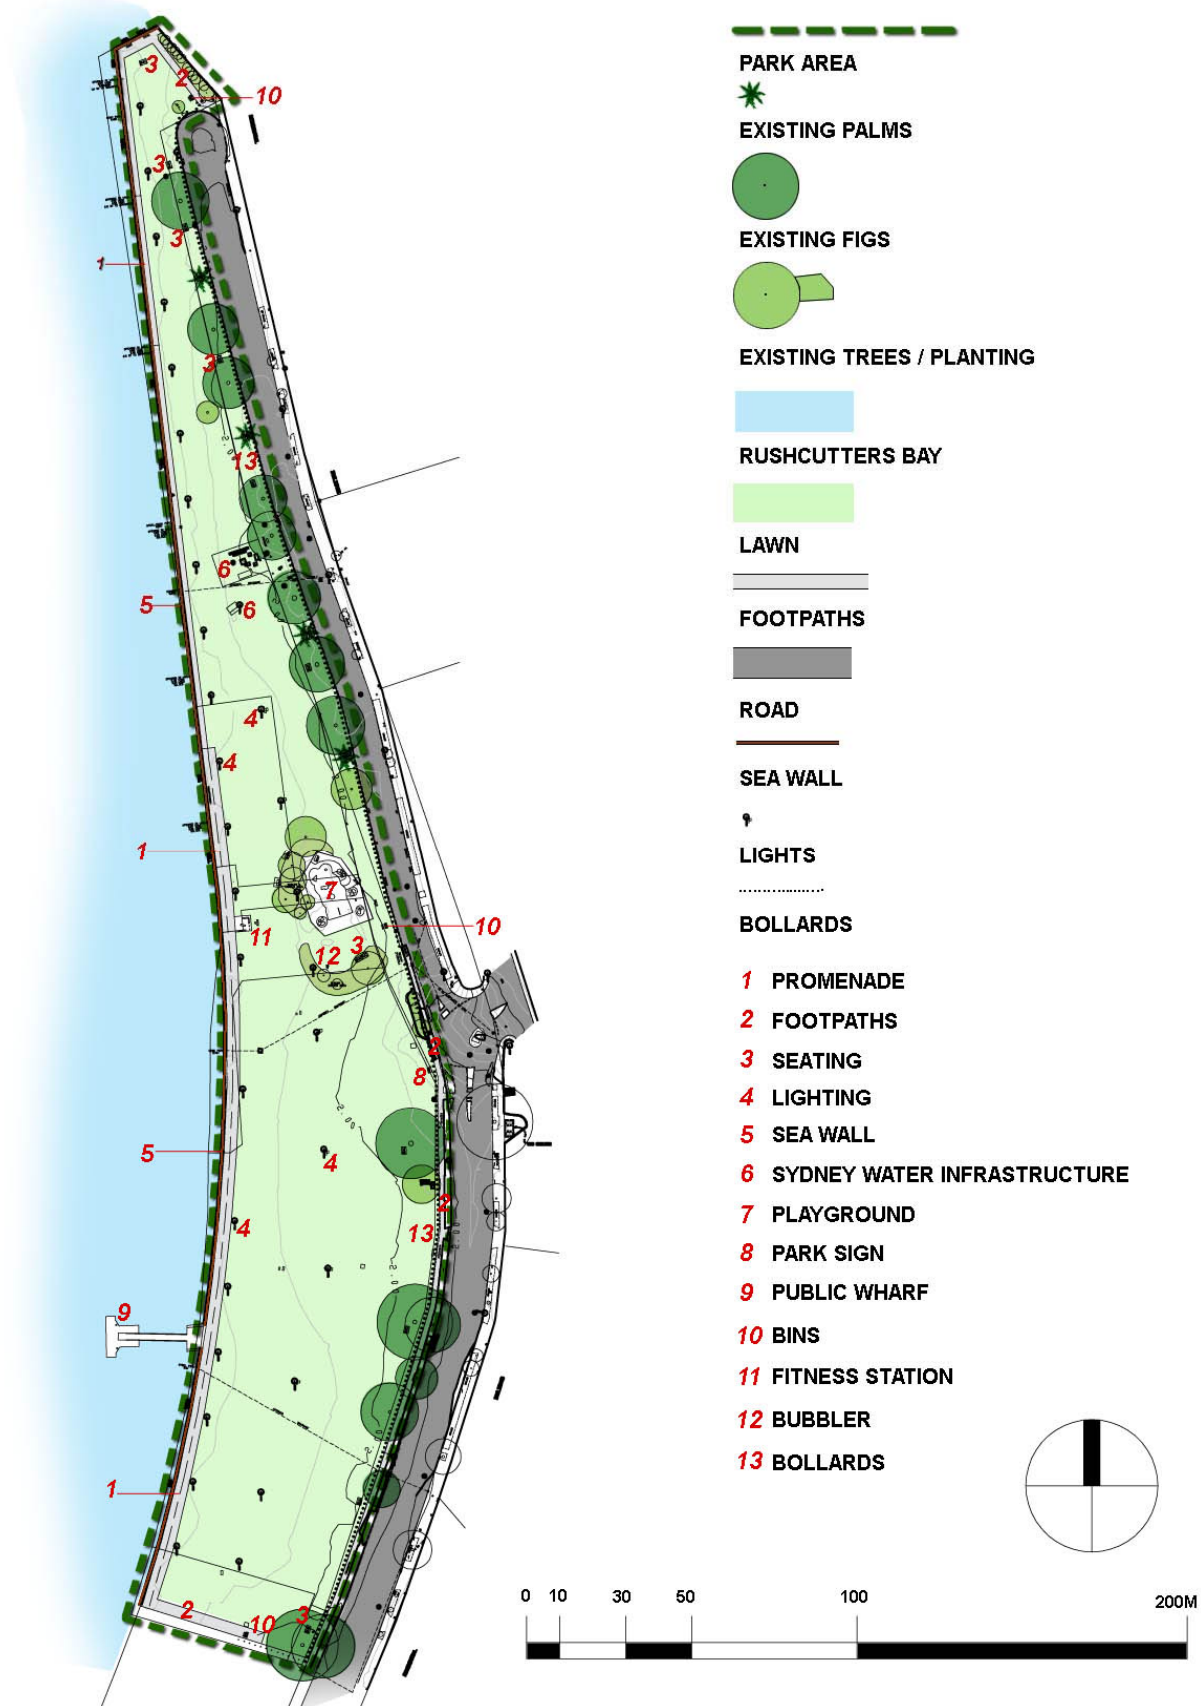 3
2
10
3
3
1
3
13
6
5
6
4
4
1
7
11
12
3
10
2
8
5
4
2
4
13
9
1
2
10
3
PARK AREA
EXISTING PALMS
EXISTING FIGS
EXISTING TREES / PLANTING
RUSHCUTTERS BAY
LAWN
FOOTPATHS
ROAD
SEA WALL
LIGHTS
BOLLARDS
1 PROMENADE
2 FOOTPATHS
3 SEATING
4 LIGHTING
5 SEA WALL
6 SYDNEY WATER INFRASTRUCTURE
7 PLAYGROUND
8 PARK SIGN
9 PUBLIC WHARF
10 BINS
11 FITNESS STATION
12 BUBBLER
13 BOLLARDS
0 10 30 50 100 200M